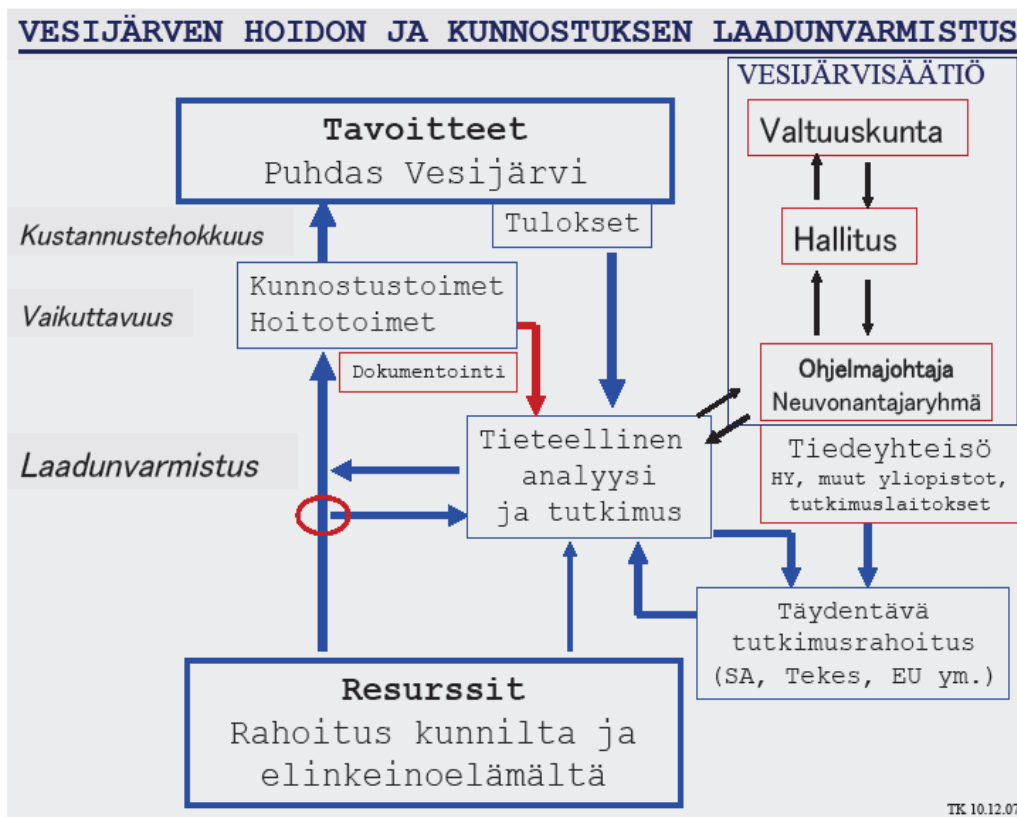 VESIJÄRVEN HOIDON JA KUNNOSTUKSEN LAADUNVARMISTUS
VESIJÄRVISÄÄTIÖ
Valtuuskunta
Hallitus
Ohjelmajohtaja
Neuvonantajaryhmä
Tavoitteet
Puhdas Vesijärvi
Tulokset
Kustannustehokkuus
Kunnostustoimet
Hoitotoimet
Vaikuttavuus
Dokumentointi
Laadunvarmistus
Tieteellinen
analyysi
ja tutkimus
Tiedeyhteisö
HY, muut yliopistot,
tutkimuslaitokset
Täydentävä
tutkimusrahoitus
(SA, Tekes, EU ym.)
Resurssit
Rahoitus kunnilta ja
elinkeinoelämältä
TK 10.12.07